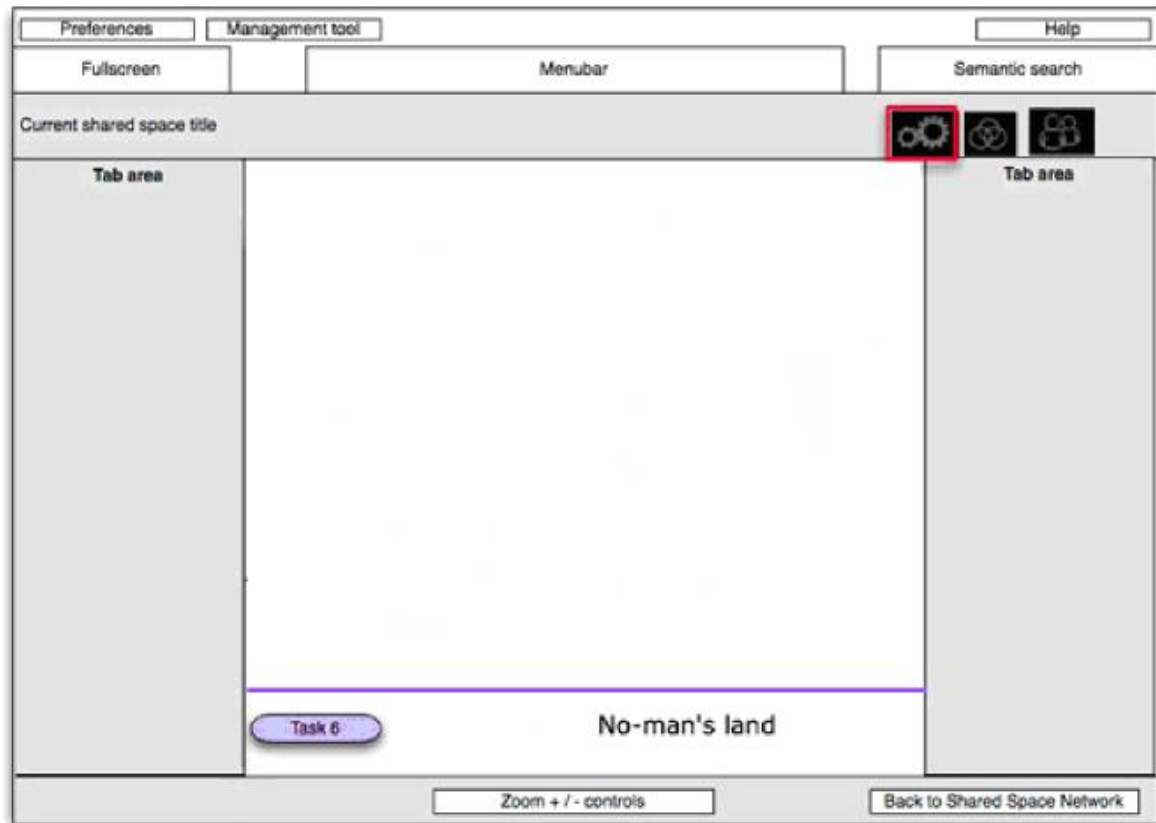 Preferences
Management tool
Help
Fullscreen
Menubar
Semantic search
Current shared space title
Tab area
Tab area
Task 6
No-man's land
Zoom + / - controls
Back to Shared Space Network